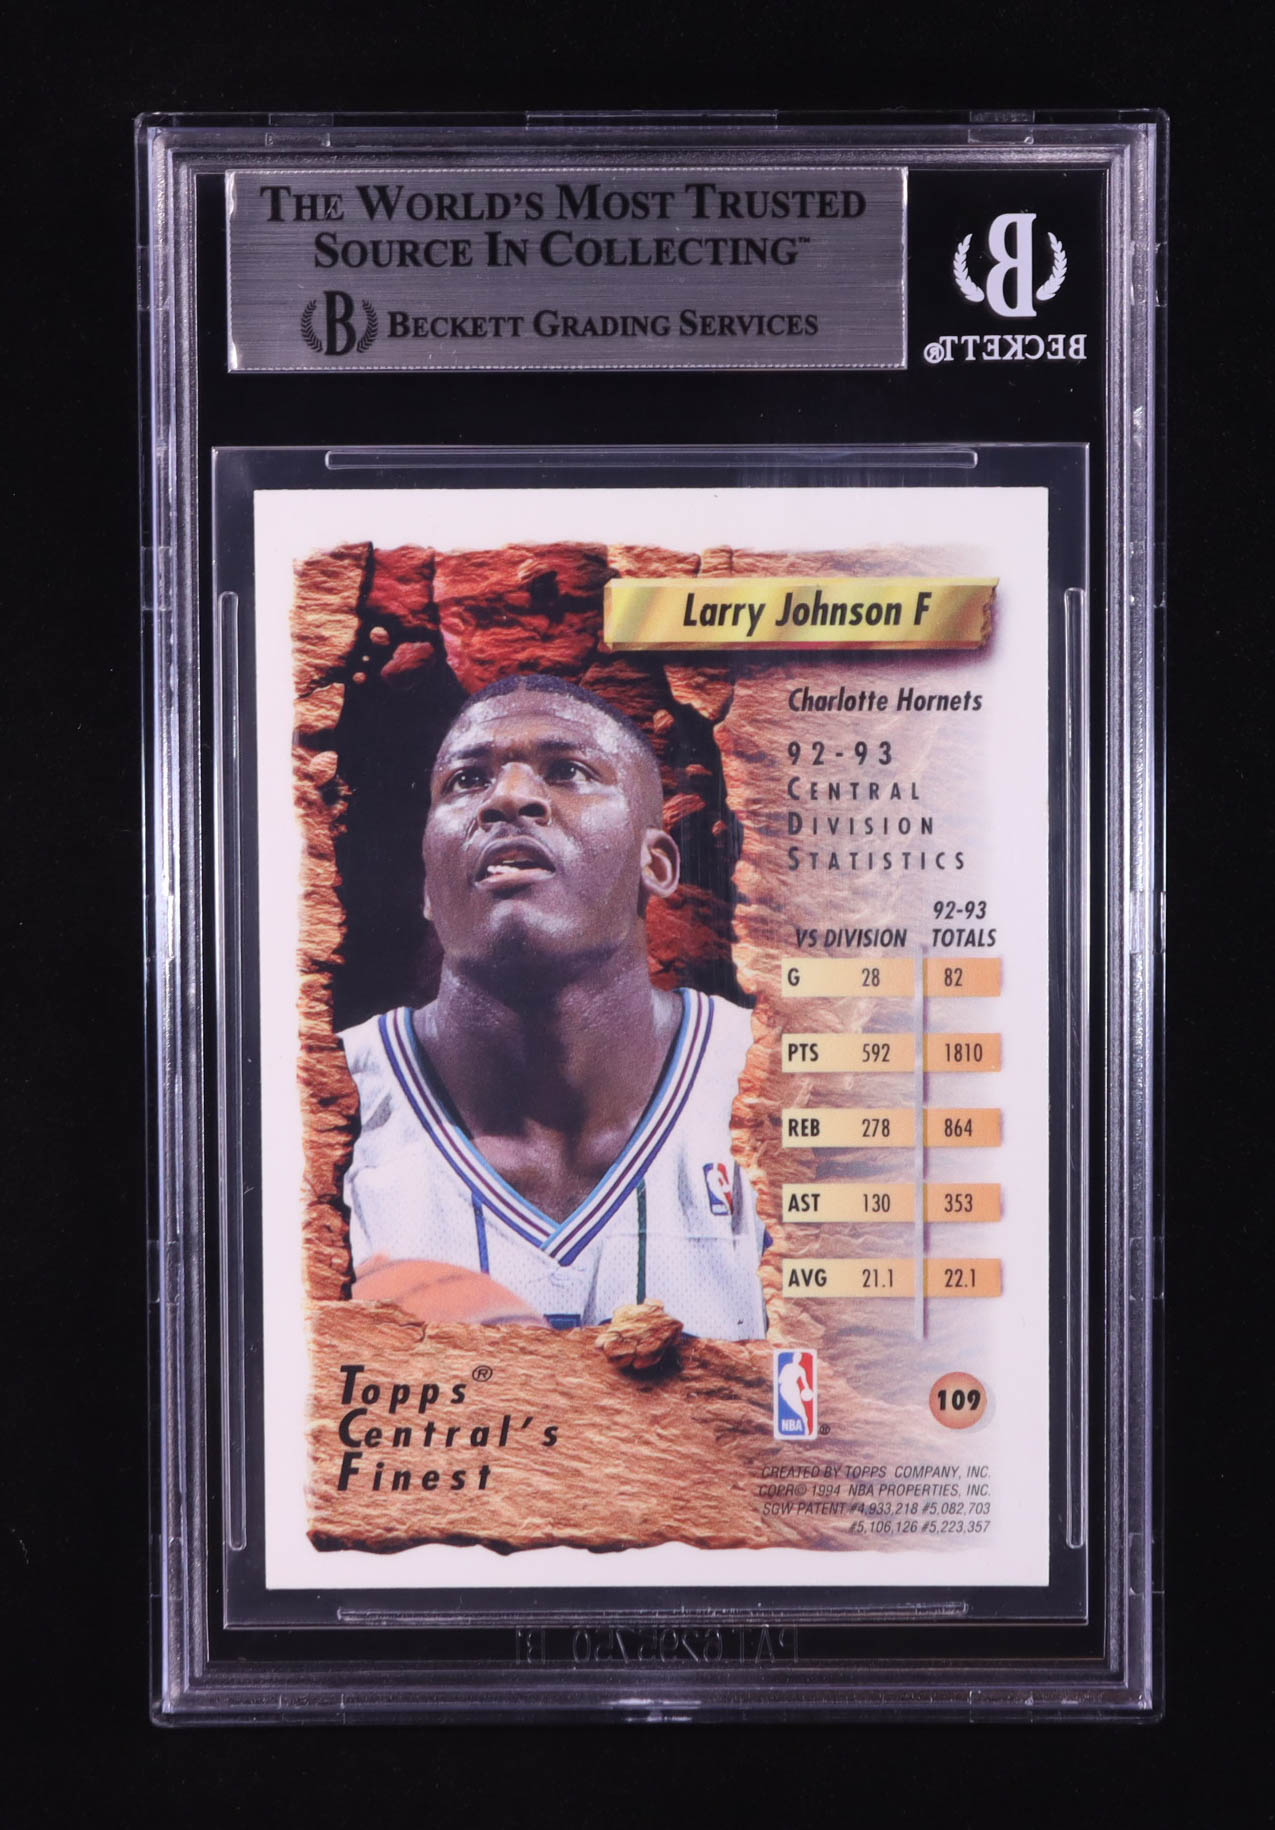 THE WORLD'S MOST TRUSTED
SOURCE IN COLLECTING™
B BECKETT GRADING SERVICES
B
BECKETT®
Larry Johnson F
Charlotte Hornets
92-93
CENTRAL
DIVISION
STATISTICS
92-93
VS DIVISION TOTALS
G 28 82
PTS 592 1810
REB 278 864
AST 130 353
AVG 21.1 22.1
Topps®
Central's
Finest
NBA ®
109
CREATED BY TOPPS COMPANY, INC.
COPR© 1994 NBA PROPERTIES, INC.
SGW PATENT #4,933,218 #5,082,703
#5,106,126 #5,223,357